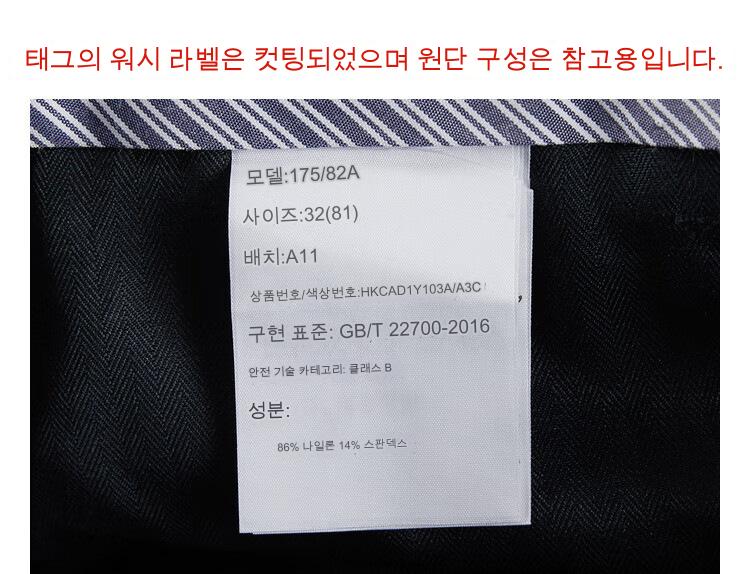 태그의 워시 라벨은 컷팅되었으며 원단 구성은 참고용입니다.
모델:175/82A
사이즈:32(81)
배치:A11
상품번호/색상번호:HKCAD1Y103A/A3C
구현 표준: GB/T 22700-2016
안전 기술 카테고리: 클래스 B
성분:
86% 나일론 14% 스판덱스